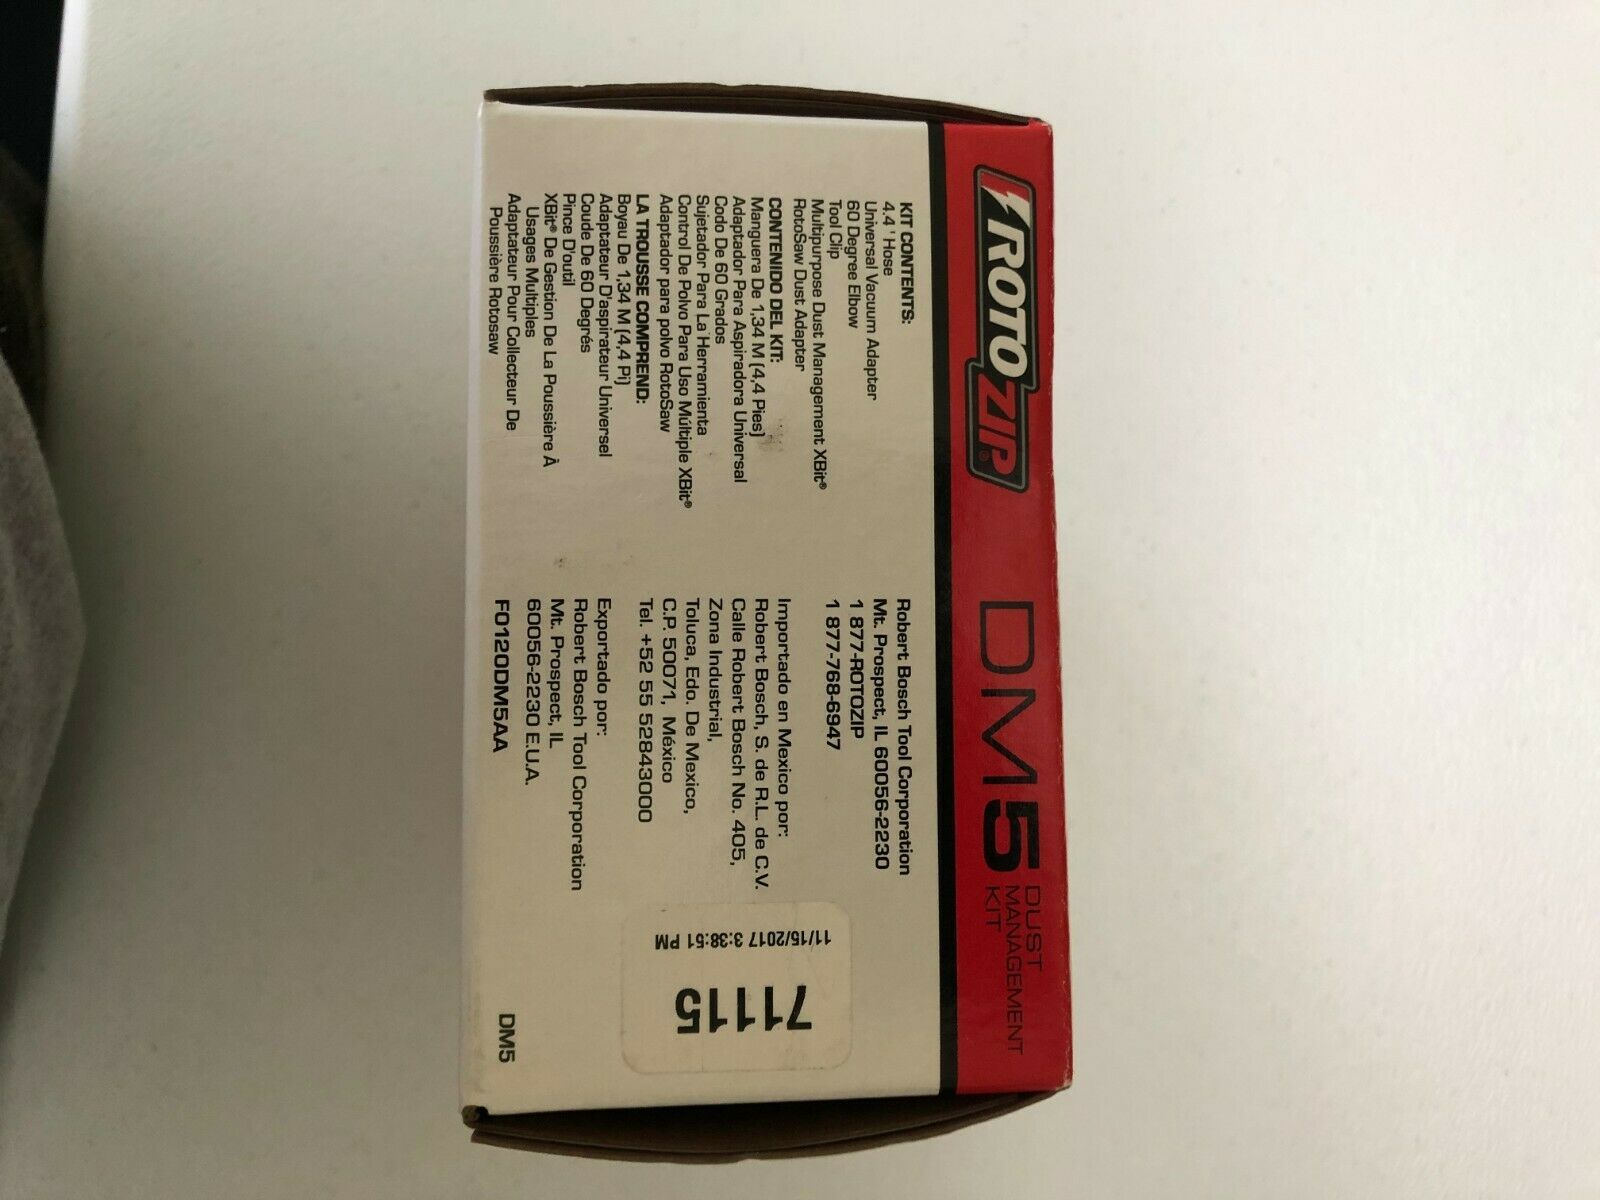 ROTOZIP®
DM5 DUST
MANAGEMENT
KIT
KIT CONTENTS:
4.4 ' Hose
Universal Vacuum Adapter
60 Degree Elbow
Tool Clip
Multipurpose Dust Management XBit®
RotoSaw Dust Adapter
CONTENIDO DEL KIT:
Manguera De 1,34 M (4,4 Pies)
Adaptador Para Aspiradora Universal
Codo De 60 Grados
Sujetador Para La Herramienta
Control De Polvo Para Uso Múltiple XBit®
Adaptador para polvo RotoSaw
LA TROUSSE COMPREND:
Boyau De 1,34 M (4,4 Pi)
Adaptateur D'aspirateur Universel
Coude De 60 Degrés
Pince D'outil
XBit® De Gestion De La Poussière À
Usages Multiples
Adaptateur Pour Collecteur De
Poussière Rotosaw
Robert Bosch Tool Corporation
Mt. Prospect, IL 60056-2230
1 877-ROTOZIP
1 877-768-6947
Importado en Mexico por:
Robert Bosch, S. de R.L. de C.V.
Calle Robert Bosch No. 405,
Zona Industrial,
Toluca, Edo. De Mexico,
C.P. 50071, México
Tel. +52 55 52843000
Exportado por:
Robert Bosch Tool Corporation
Mt. Prospect, IL
60056-2230 E.U.A.
F0120DM5AA
71115
11/15/2017 3:38:51 PM
DM5